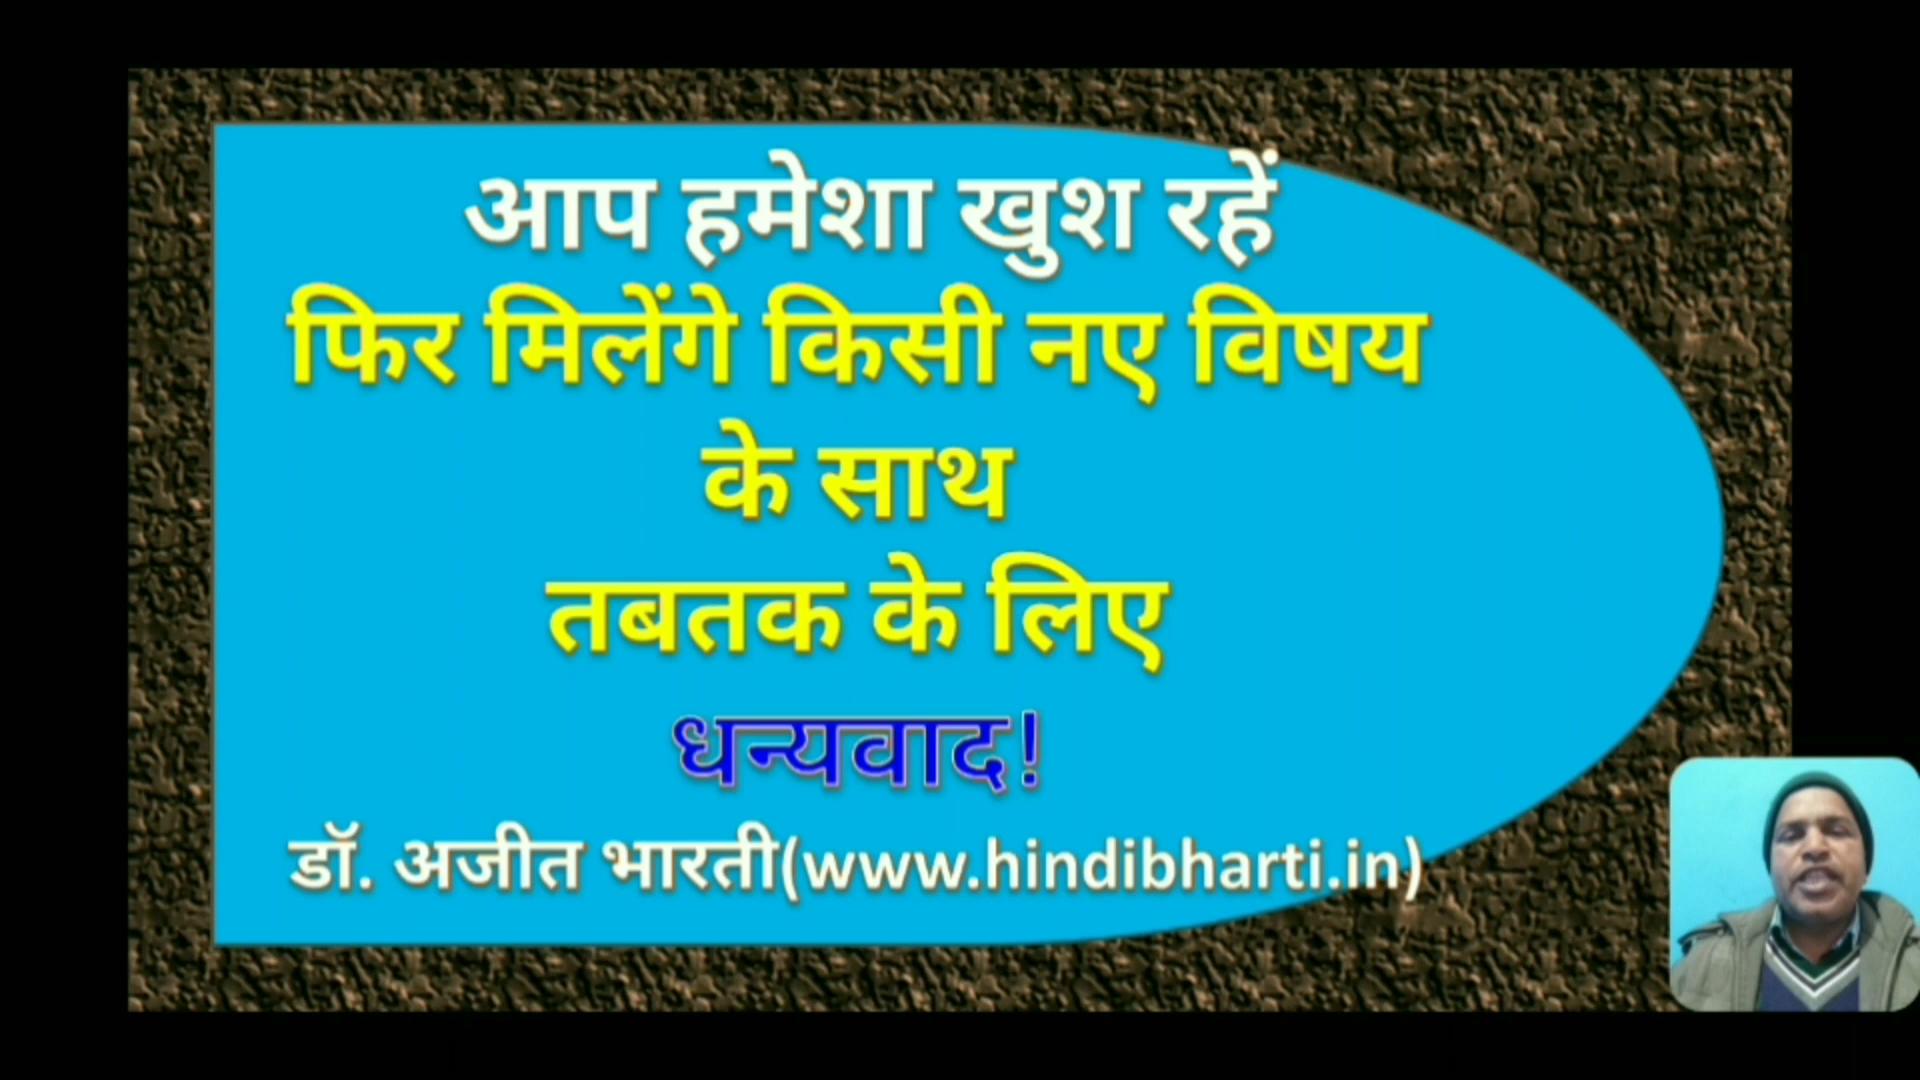 आप हमेशा खुश रहें
फिर मिलेंगे किसी नए विषय
के साथ
तबतक के लिए
धन्यवाद!
डॉ. अजीत भारती(www.hindibharti.in)